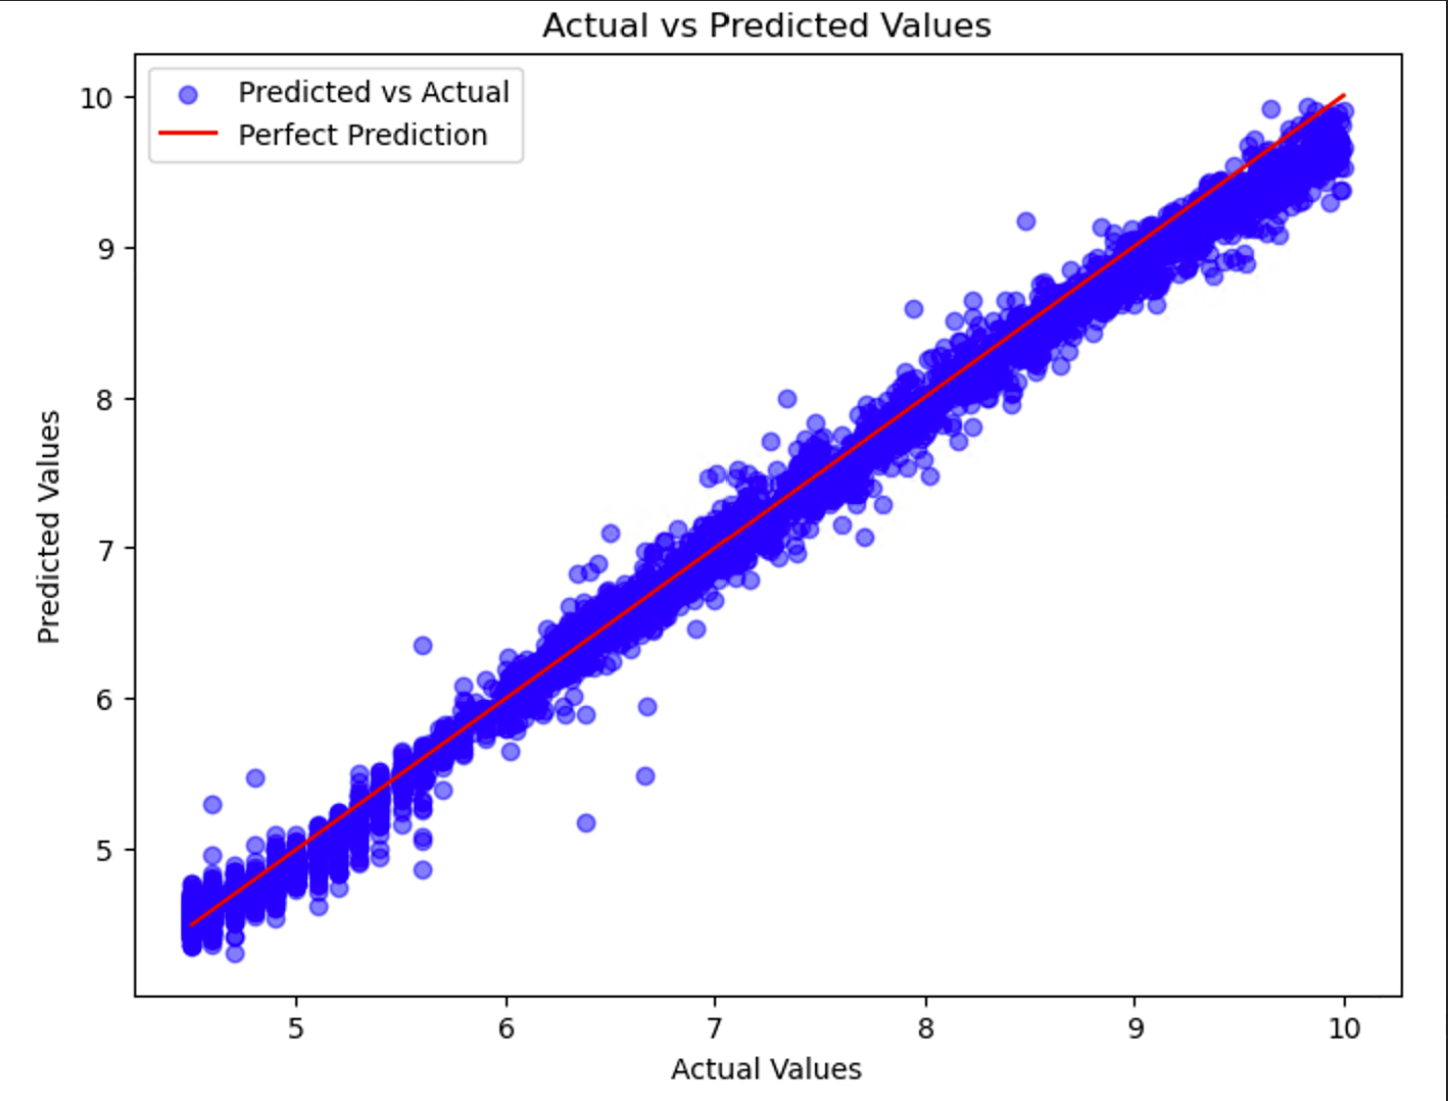 Actual vs Predicted Values
Predicted vs Actual
Perfect Prediction
10
9
8
7
6
5
Predicted Values
5 6 7 8 9 10
Actual Values